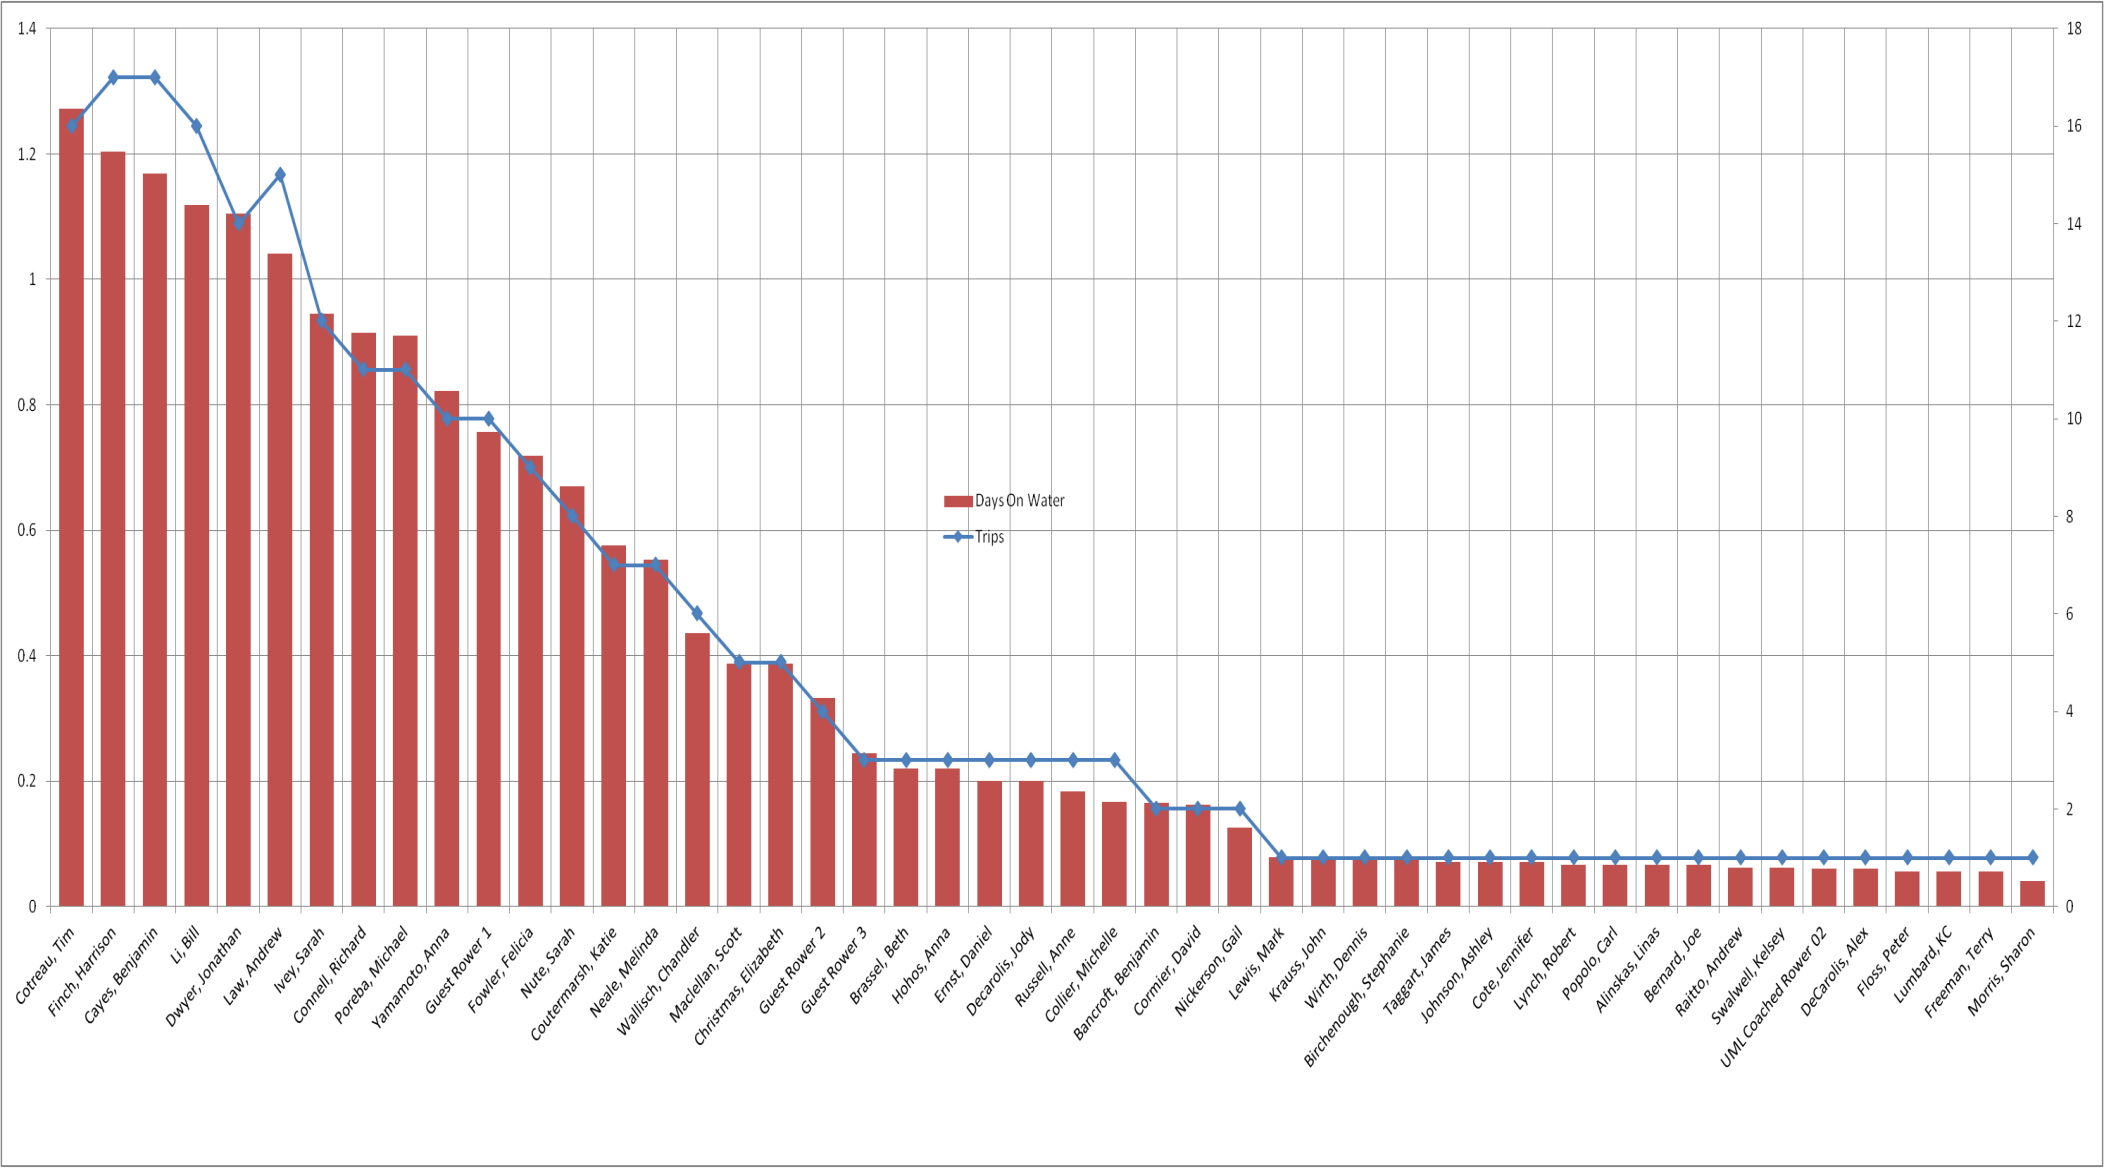 1.4
1.2
1
0.8
0.6
0.4
0.2
0
18
16
14
12
10
8
6
4
2
0
Days On Water
Trips
Cotreau, Tim
Finch, Harrison
Cayes, Benjamin
Li, Bill
Dwyer, Jonathan
Law, Andrew
Ivey, Sarah
Connell, Richard
Poreba, Michael
Yamamoto, Anna
Guest Rower 1
Fowler, Felicia
Nute, Sarah
Coutermarsh, Katie
Neale, Melinda
Wallisch, Chandler
Maclellan, Scott
Christmas, Elizabeth
Guest Rower 2
Guest Rower 3
Brassel, Beth
Hohos, Anna
Ernst, Daniel
Decarolis, Jody
Russell, Anne
Collier, Michelle
Bancroft, Benjamin
Cormier, David
Nickerson, Gail
Lewis, Mark
Krauss, John
Wirth, Dennis
Birchenough, Stephanie
Taggart, James
Johnson, Ashley
Cote, Jennifer
Lynch, Robert
Popolo, Carl
Alinskas, Linas
Bernard, Joe
Raitto, Andrew
Swalwell, Kelsey
UML Coached Rower 02
DeCarolis, Alex
Floss, Peter
Lumbard, KC
Freeman, Terry
Morris, Sharon